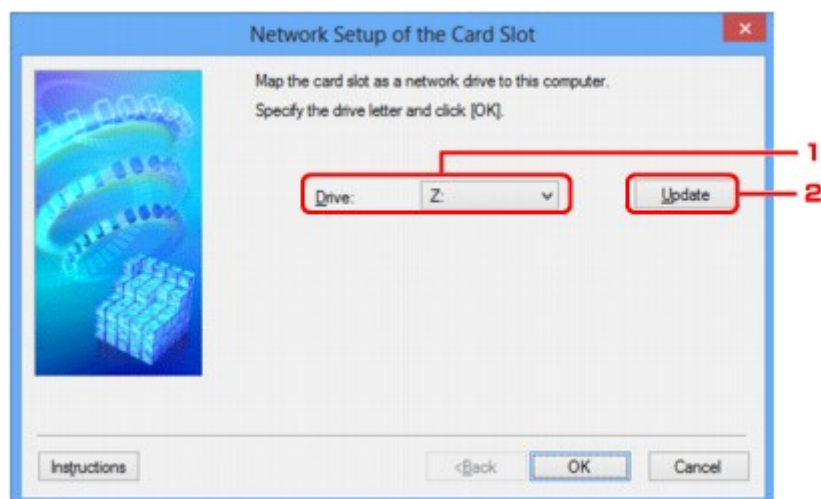 Network Setup of the Card Slot
Map the card slot as a network drive to this computer.
Specify the drive letter and click [OK].
1
Drive: Z: Update
2
Instructions <Back OK Cancel